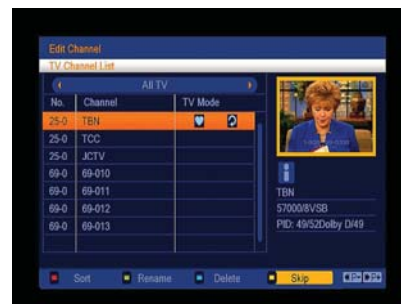 Edit Channel
TV Channel List
All TV
No. Channel TV Mode
25-0 TBN
25-0 TCC
25-0 JCTV
69-0 69-010
69-0 69-011
69-0 69-012
69-0 69-013
TBN
57000/8VSB
PID: 49/52Dolby D/49
Sort Rename Delete Skip